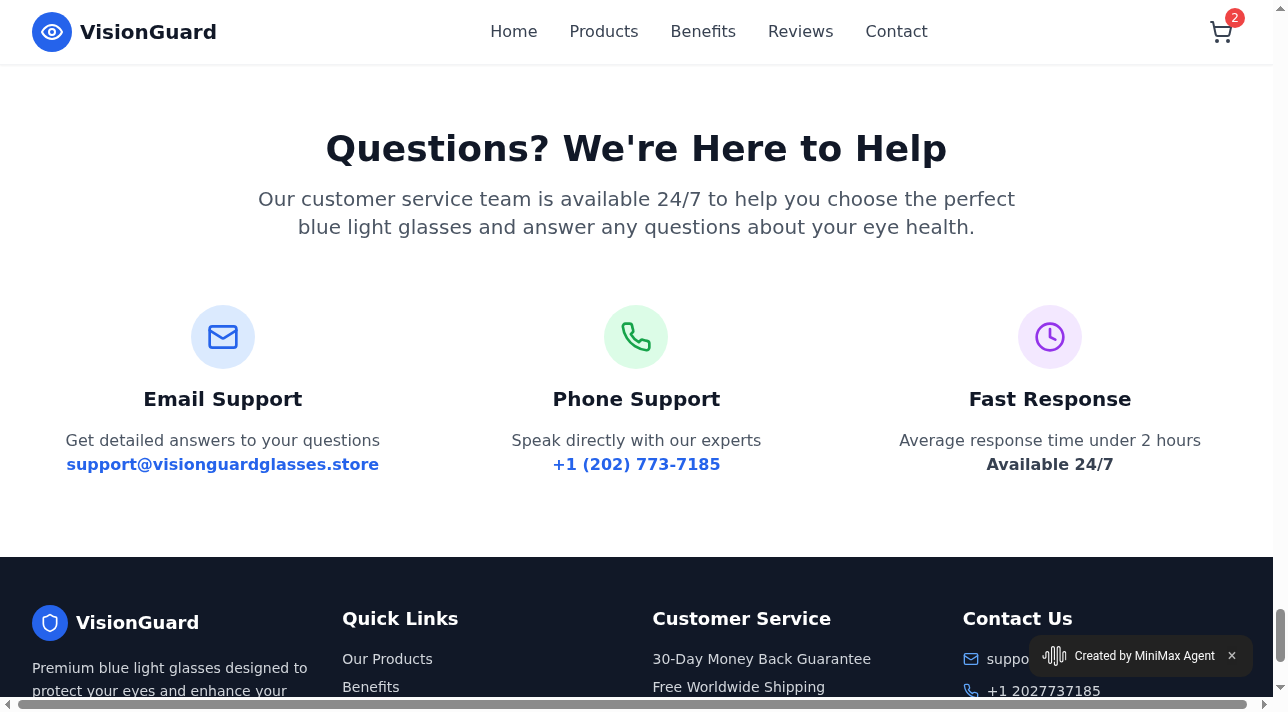 VisionGuard
Home
Products
Benefits
Reviews
Contact
2
Questions? We're Here to Help
Our customer service team is available 24/7 to help you choose the perfect
blue light glasses and answer any questions about your eye health.
Email Support
Get detailed answers to your questions
support@visionguardglasses.store
Phone Support
Speak directly with our experts
+1 (202) 773-7185
Fast Response
Average response time under 2 hours
Available 24/7
VisionGuard
Premium blue light glasses designed to
protect your eyes and enhance your
Quick Links
Our Products
Benefits
Customer Service
30-Day Money Back Guarantee
Free Worldwide Shipping
Contact Us
suppo
+1 2027737185
Created by MiniMax Agent